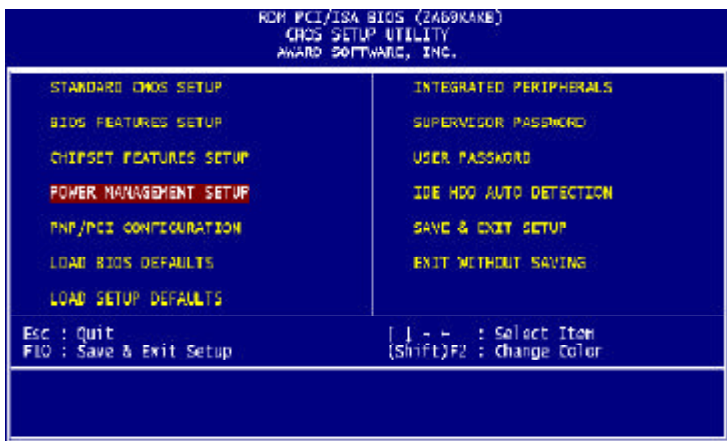 ROM PCI/ISA BIOS (2A69KAKB)
CMOS SETUP UTILITY
AWARD SOFTWARE, INC.
STANDARD CMOS SETUP
BIOS FEATURES SETUP
CHIPSET FEATURES SETUP
POWER MANAGEMENT SETUP
PNP/PCI CONFIGURATION
LOAD BIOS DEFAULTS
LOAD SETUP DEFAULTS
INTEGRATED PERIPHERALS
SUPERVISOR PASSWORD
USER PASSWORD
IDE HDD AUTO DETECTION
SAVE & EXIT SETUP
EXIT WITHOUT SAVING
Esc : Quit
F10 : Save & Exit Setup
: Select Item
(Shift)F2 : Change Color